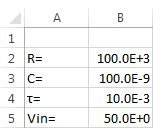 A B
1
2 R= 100.0E+3
3 C= 100.0E-9
4 τ= 10.0E-3
5 Vin= 50.0E+0